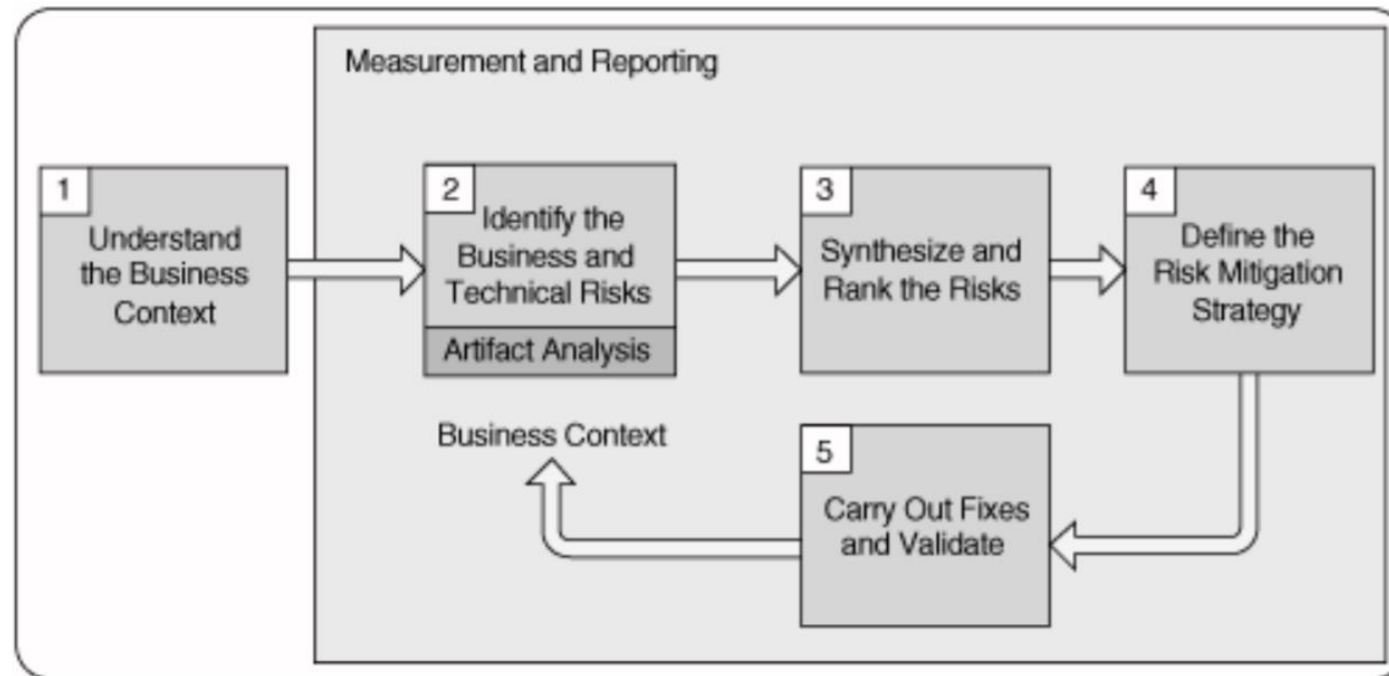 Measurement and Reporting
1
Understand
the Business
Context
2
Identify the
Business and
Technical Risks
Artifact Analysis
3
Synthesize and
Rank the Risks
4
Define the
Risk Mitigation
Strategy
Business Context
5
Carry Out Fixes
and Validate